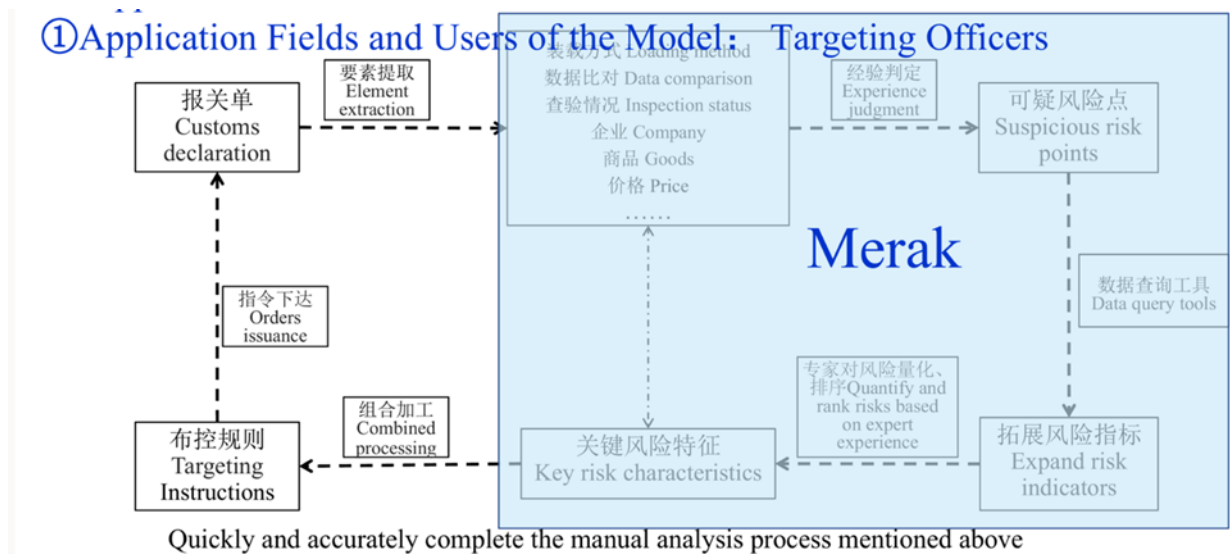 ①Application Fields and Users of the Model： Targeting Officers
装载方式 Loading method
数据比对 Data comparison
查验情况 Inspection status
企业 Company
商品 Goods
价格 Price
……
报关单
Customs
declaration
要素提取
Element
extraction
经验判定
Experience
judgment
可疑风险点
Suspicious risk
points
Merak
数据查询工具
Data query tools
指令下达
Orders
issuance
专家对风险量化、
排序Quantify and
rank risks based
on expert
experience
组合加工
Combined
processing
布控规则
Targeting
Instructions
关键风险特征
Key risk characteristics
拓展风险指标
Expand risk
indicators
Quickly and accurately complete the manual analysis process mentioned above